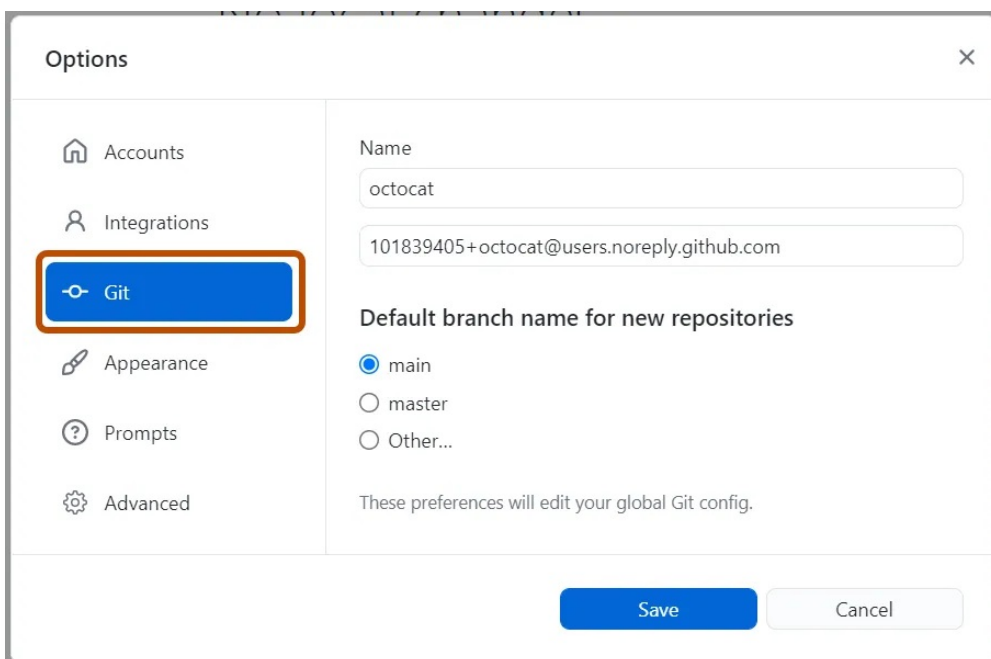 Options
Accounts
Integrations
Git
Appearance
Prompts
Advanced
Name
octocat
101839405+octocat@users.noreply.github.com
Default branch name for new repositories
main
master
Other...
These preferences will edit your global Git config.
Save
Cancel